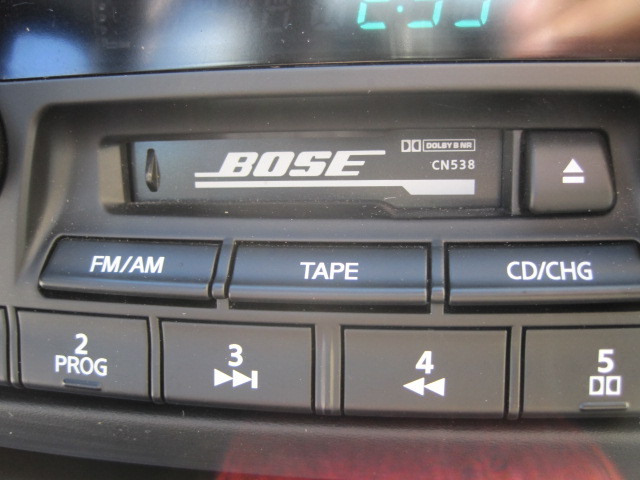 BOSE
DOLBY B NR
CN538
FM/AM
TAPE
CD/CHG
2
PROG
3
4
5